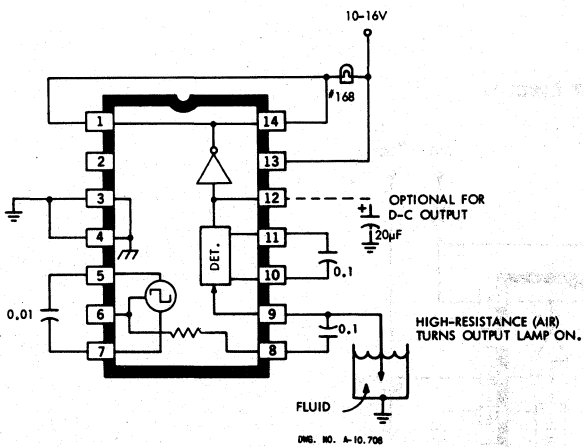 10-16V
#168
1
14
2
13
3
12
OPTIONAL FOR
D-C OUTPUT
+
20µF
4
11
DET.
0.1
5
10
0.01
6
9
0.1
7
8
HIGH-RESISTANCE (AIR)
TURNS OUTPUT LAMP ON.
FLUID
DWG. NO. A-10,708